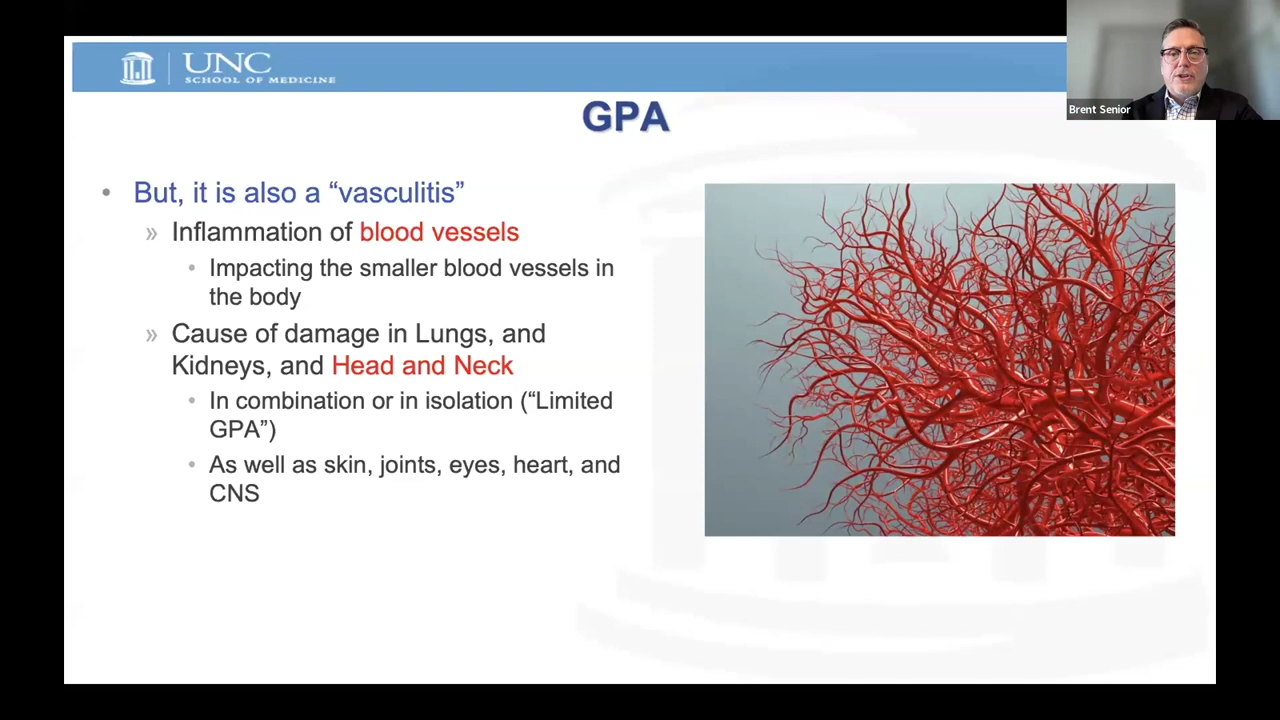 UNC
SCHOOL OF MEDICINE
Brent Senior
GPA
• But, it is also a “vasculitis”
» Inflammation of blood vessels
• Impacting the smaller blood vessels in
the body
» Cause of damage in Lungs, and
Kidneys, and Head and Neck
• In combination or in isolation (“Limited
GPA”)
• As well as skin, joints, eyes, heart, and
CNS